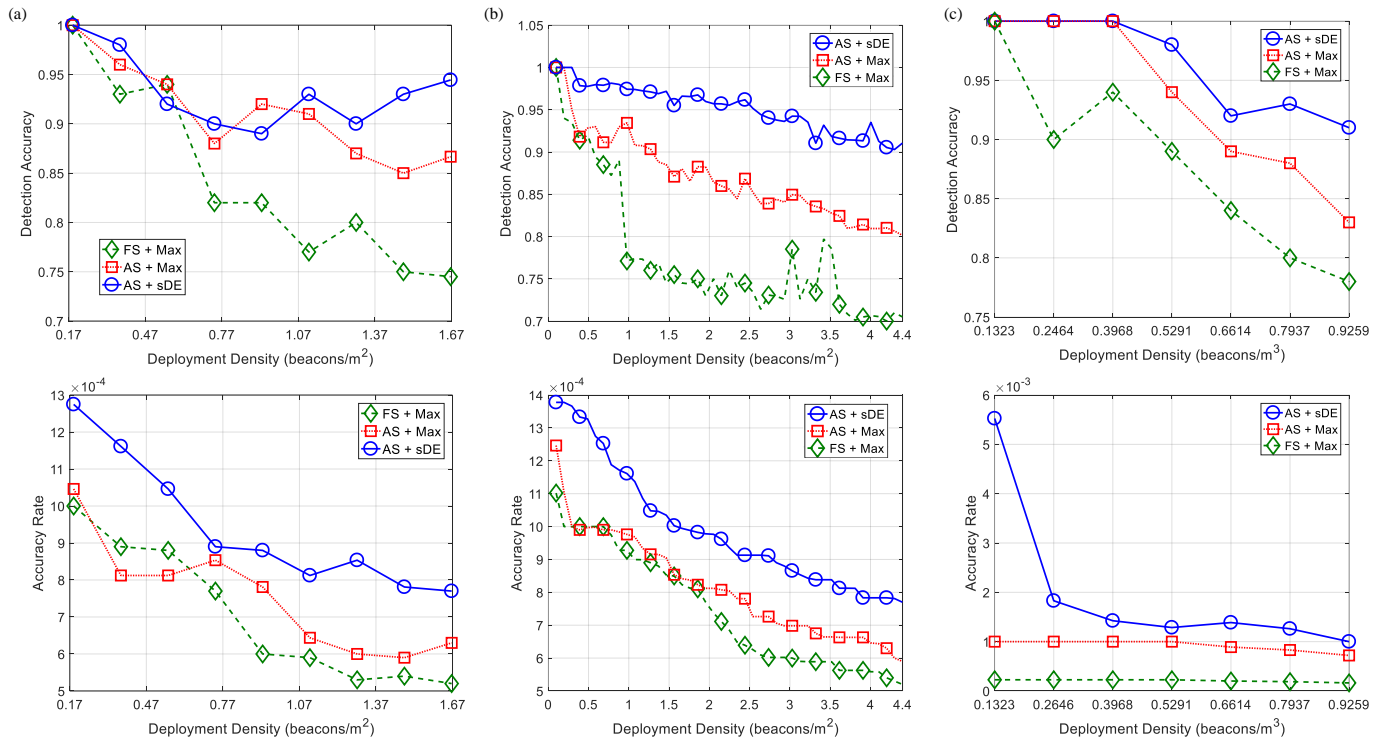 (a)
1
0.95
0.9
0.85
0.8
0.75
0.7
Detection Accuracy
FS + Max
AS + Max
AS + sDE
0.17 0.47 0.77 1.07 1.37 1.67
Deployment Density (beacons/m²)
(b)
1.05
1
0.95
0.9
0.85
0.8
0.75
0.7
Detection Accuracy
AS + sDE
AS + Max
FS + Max
0 0.5 1 1.5 2 2.5 3 3.5 4 4.4
Deployment Density (beacons/m²)
(c)
1
0.95
0.9
0.85
0.8
0.75
Detection Accuracy
AS + sDE
AS + Max
FS + Max
0.1323 0.2464 0.3968 0.5291 0.6614 0.7937 0.9259
Deployment Density (beacons/m³)
×10⁻⁴
13
12
11
10
9
8
7
6
5
Accuracy Rate
FS + Max
AS + Max
AS + sDE
0.17 0.47 0.77 1.07 1.37 1.67
Deployment Density (beacons/m²)
×10⁻⁴
14
13
12
11
10
9
8
7
6
5
Accuracy Rate
AS + sDE
AS + Max
FS + Max
0 0.5 1 1.5 2 2.5 3 3.5 4 4.4
Deployment Density (beacons/m²)
×10⁻³
6
5
4
3
2
1
0
Accuracy Rate
AS + sDE
AS + Max
FS + Max
0.1323 0.2646 0.3968 0.5291 0.6614 0.7937 0.9259
Deployment Density (beacons/m³)